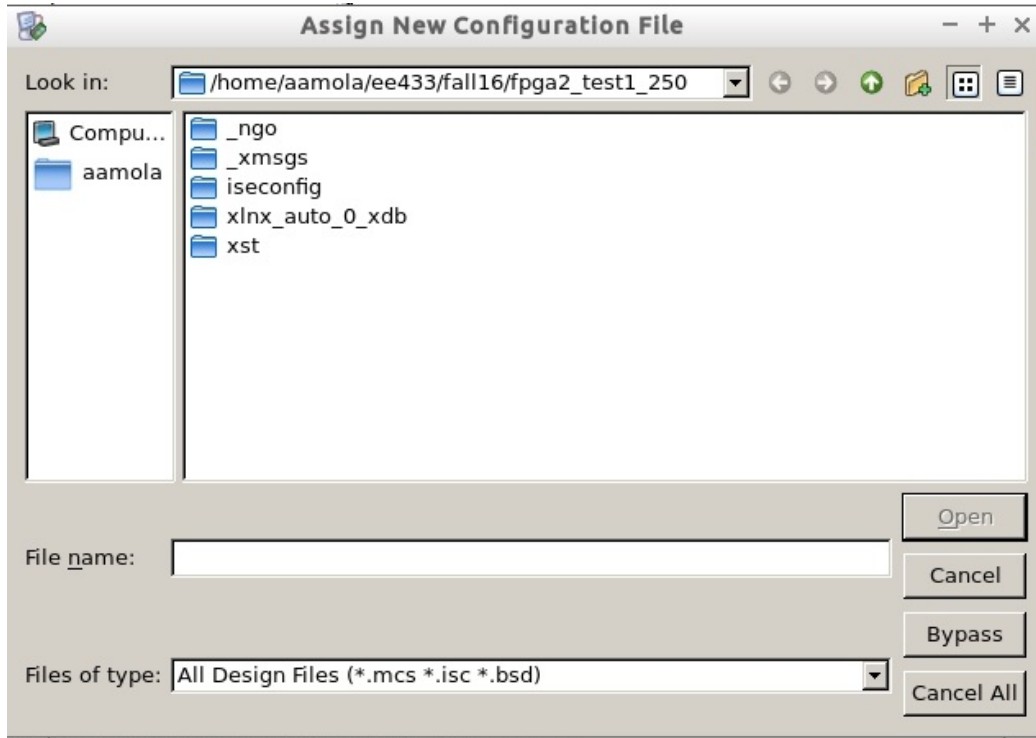 Assign New Configuration File
Look in:
/home/aamola/ee433/fall16/fpga2_test1_250
Compu...
aamola
_ngo
_xmsgs
iseconfig
xlnx_auto_0_xdb
xst
Open
File name:
Cancel
Bypass
Files of type:
All Design Files (*.mcs *.isc *.bsd)
Cancel All